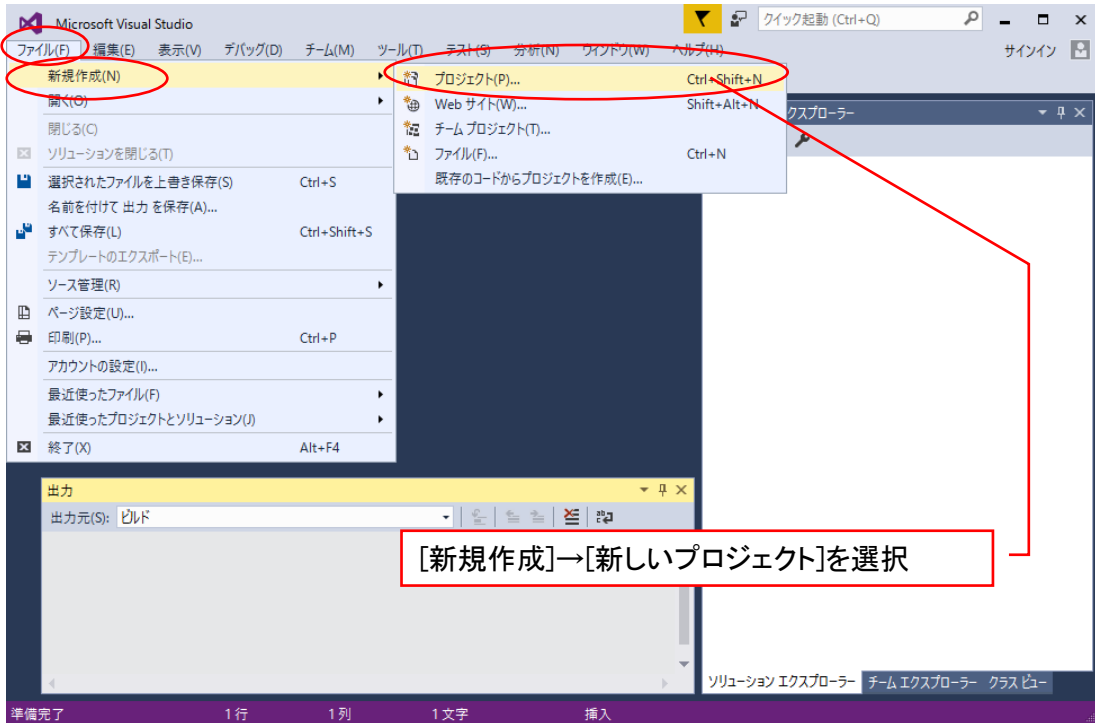 Microsoft Visual Studio
クイック起動 (Ctrl+Q)
ファイル(F) 編集(E) 表示(V) デバッグ(D) チーム(M) ツール(T) テスト(S) 分析(N) ウィンドウ(W) ヘルプ(H) サインイン
新規作成(N)
開く(O)
閉じる(C)
ソリューションを閉じる(T)
選択されたファイルを上書き保存(S) Ctrl+S
名前を付けて 出力 を保存(A)...
すべて保存(L) Ctrl+Shift+S
テンプレートのエクスポート(E)...
ソース管理(R)
ページ設定(U)...
印刷(P)... Ctrl+P
アカウントの設定(I)...
最近使ったファイル(F)
最近使ったプロジェクトとソリューション(J)
終了(X) Alt+F4
プロジェクト(P)... Ctrl+Shift+N
Web サイト(W)... Shift+Alt+N
チーム プロジェクト(T)...
ファイル(F)... Ctrl+N
既存のコードからプロジェクトを作成(E)...
クスプローラー
出力
出力元(S): ビルド
[新規作成]→[新しいプロジェクト]を選択
ソリューション エクスプローラー チーム エクスプローラー クラス ビュー
準備完了 1 行 1 列 1 文字 挿入